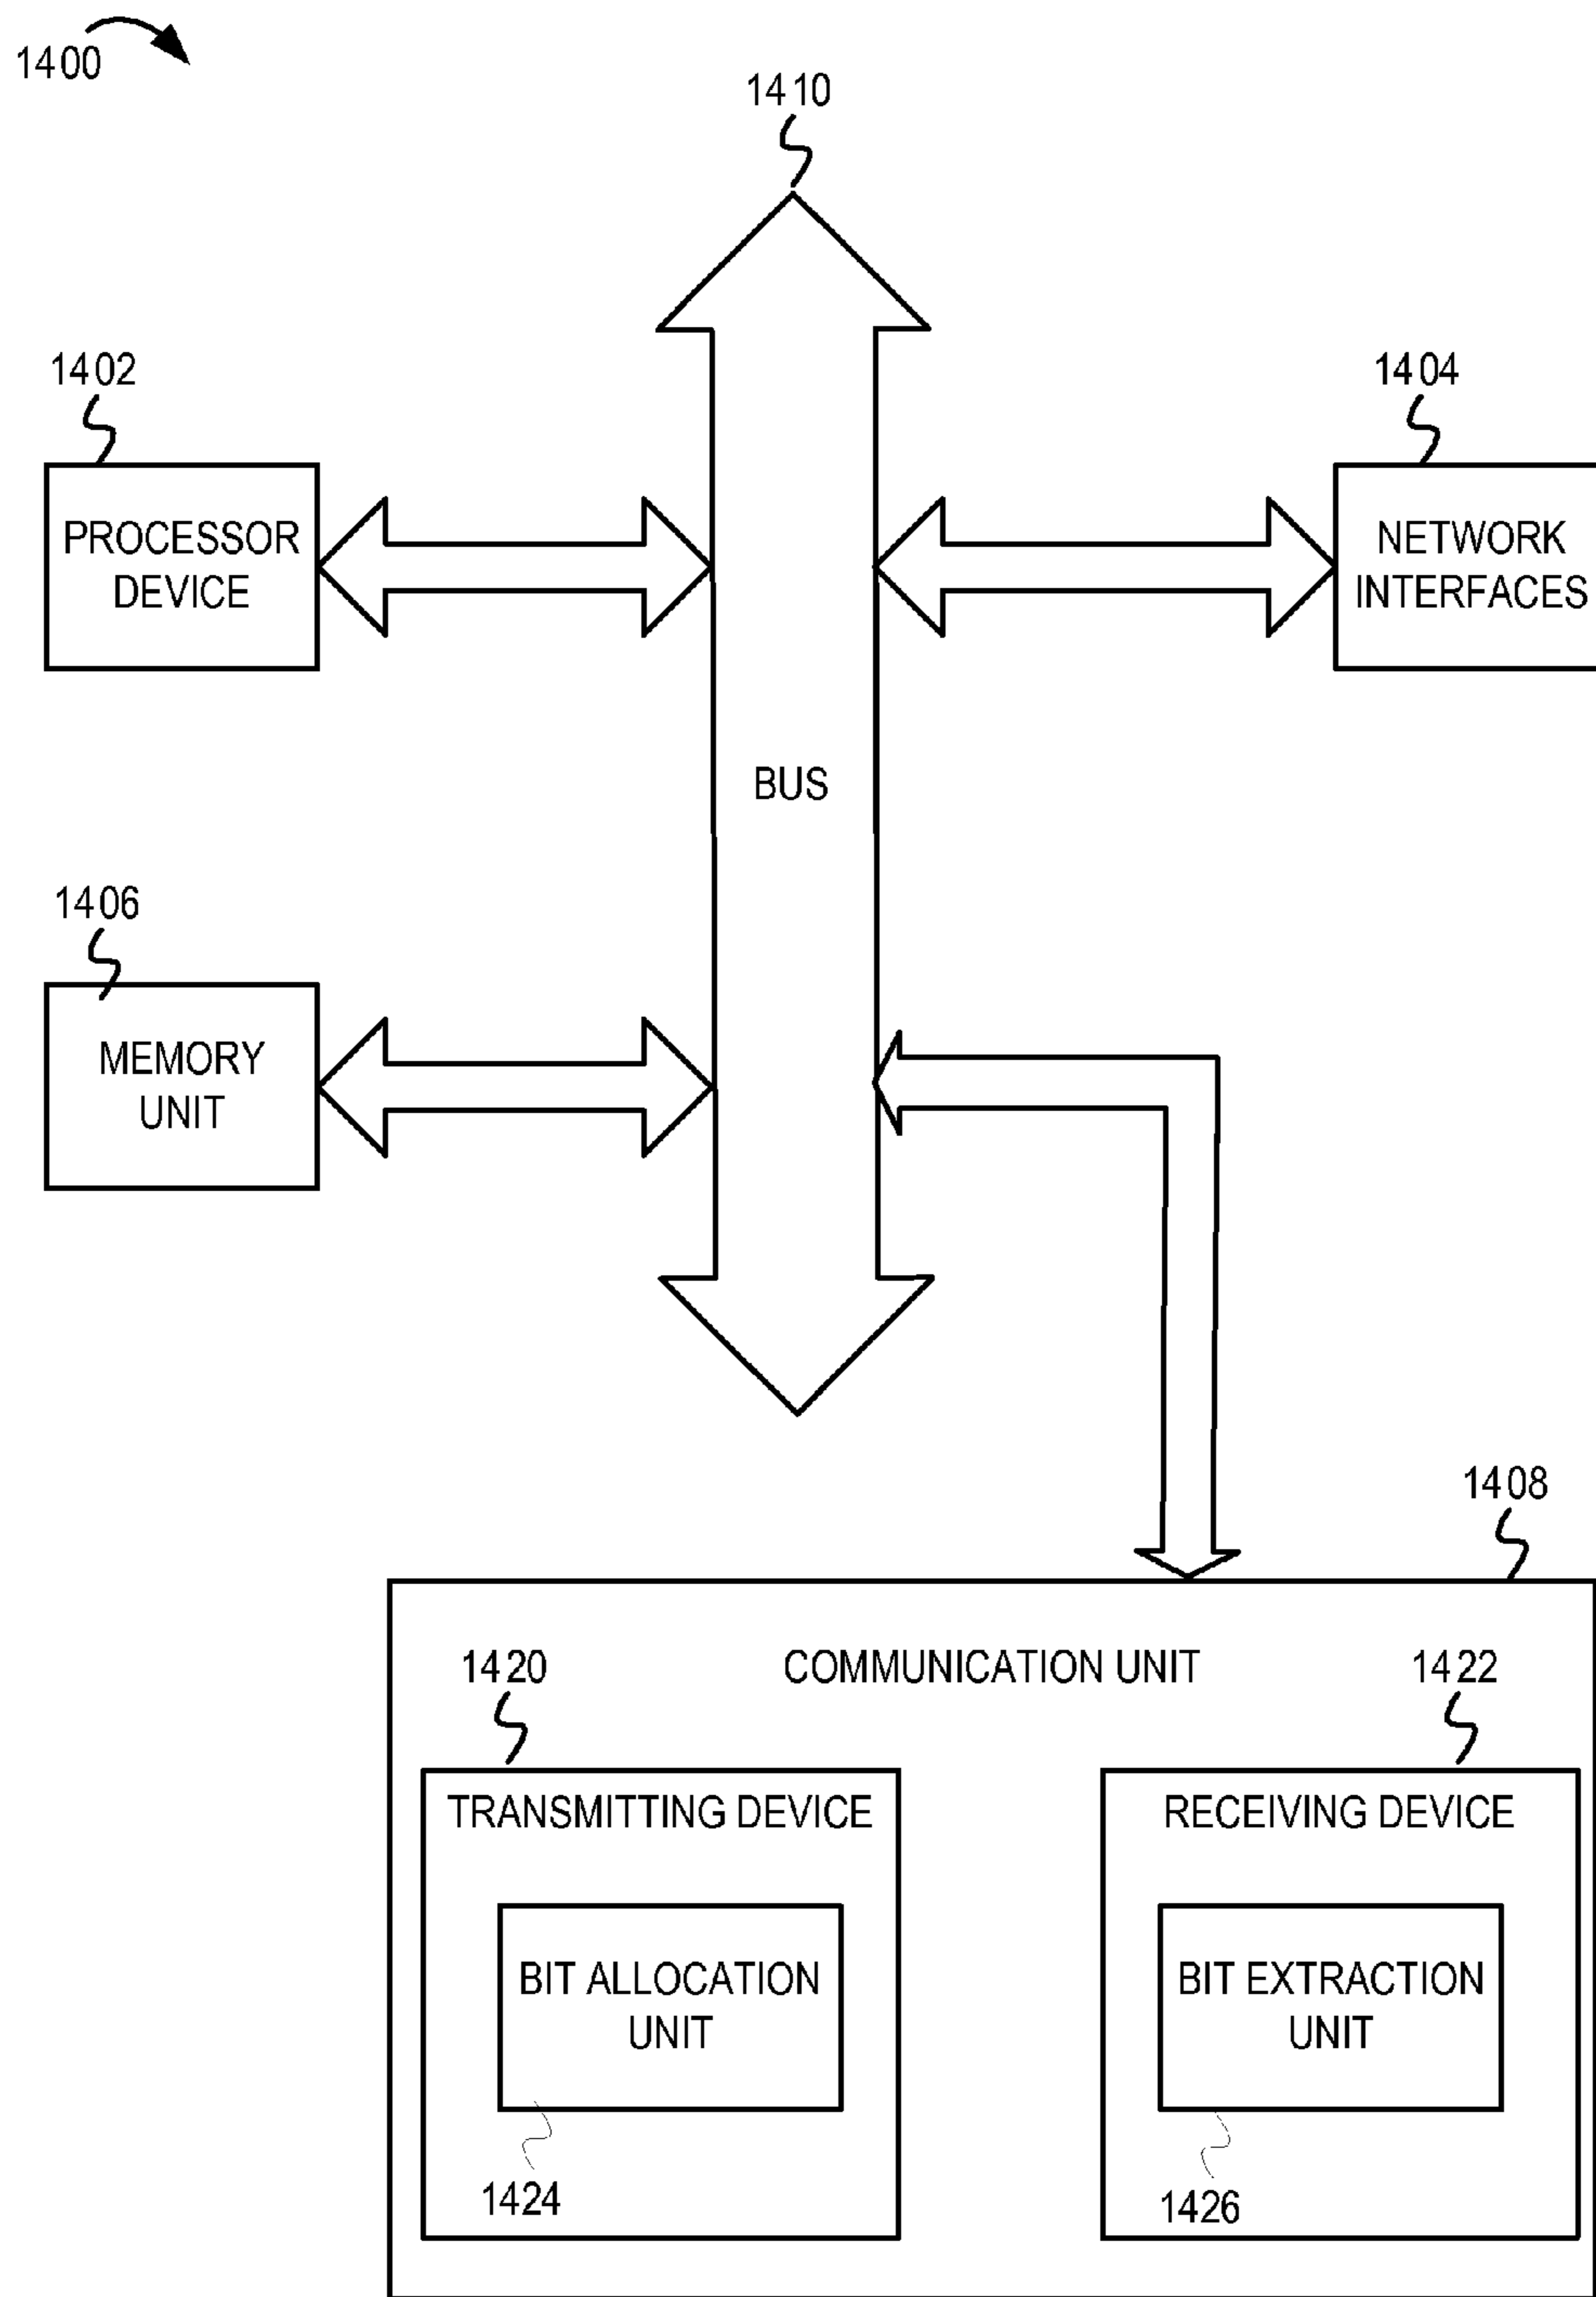 1400
1410
1402
1404
PROCESSOR
DEVICE
NETWORK
INTERFACES
BUS
1406
MEMORY
UNIT
1408
COMMUNICATION UNIT
1420
1422
TRANSMITTING DEVICE
RECEIVING DEVICE
BIT ALLOCATION
UNIT
BIT EXTRACTION
UNIT
1424
1426